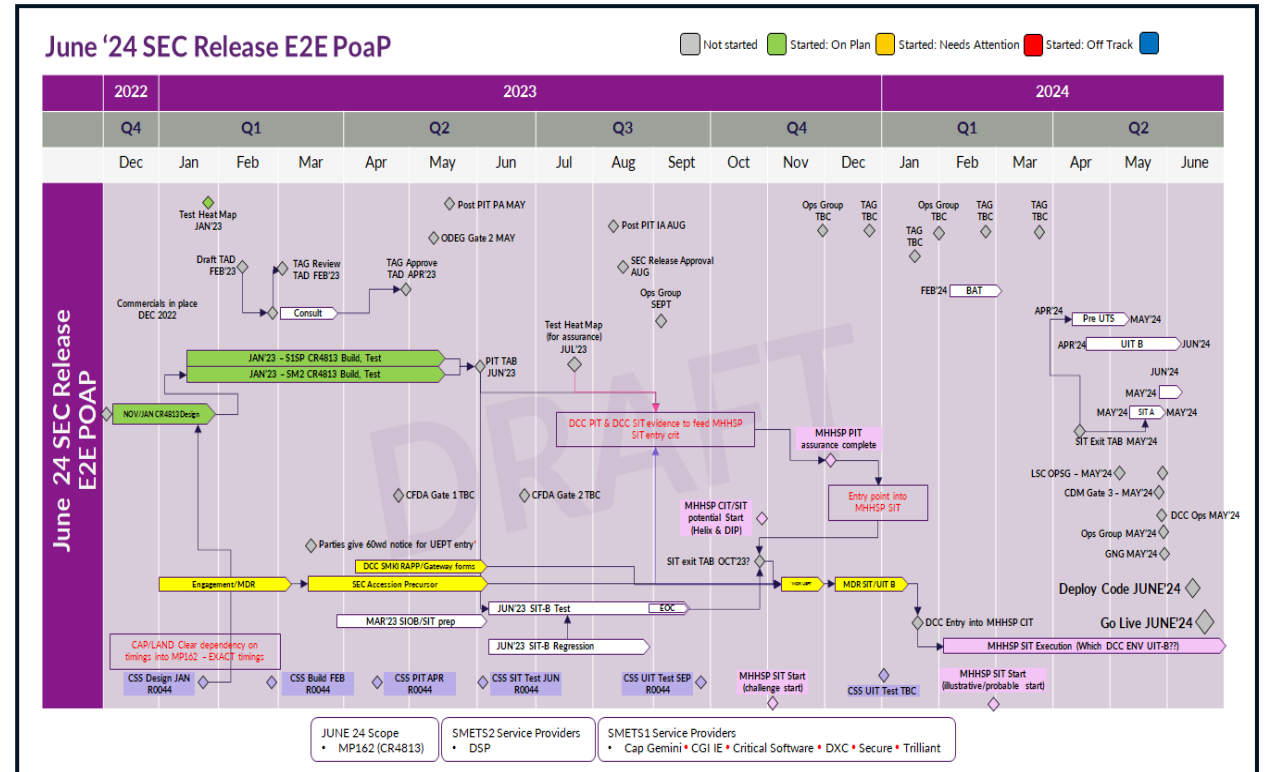 June ‘24 SEC Release E2E PoaP
Not started
Started: On Plan
Started: Needs Attention
Started: Off Track
2022
2023
2024
Q4
Q1
Q2
Q3
Q4
Q1
Q2
Dec
Jan
Feb
Mar
Apr
May
Jun
Jul
Aug
Sept
Oct
Nov
Dec
Jan
Feb
Mar
Apr
May
June
June 24 SEC Release
E2E POAP
DRAFT
Test Heat Map
JAN'23
Post PIT PA MAY
ODEG Gate 2 MAY
Post PIT IA AUG
SEC Release Approval
AUG
Ops Group
SEPT
Ops Group
TBC
TAG
TBC
TAG
TBC
Ops Group
TBC
TAG
TBC
TAG
TBC
Draft TAD
FEB'23
TAG Review
TAD FEB'23
TAG Approve
TAD APR'23
Commercials in place
DEC 2022
Consult
FEB'24
BAT
APR'24
Pre UTS
MAY'24
APR'24
UIT B
JUN'24
JUN'24
MAY'24
MAY'24
SIT A
MAY'24
SIT Exit TAB MAY'24
Test Heat Map
(for assurance)
JUL'23
JAN'23 – S1SP CR4813 Build, Test
JAN'23 – SM2 CR4813 Build, Test
PIT TAB
JUN'23
NOV/JAN CR4813 Design
DCC PIT & DCC SIT evidence to feed MHHSP
SIT entry crit
MHHSP PIT
assurance complete
Entry point into
MHHSP SIT
LSC OPSG – MAY'24
CDM Gate 3 – MAY'24
DCC Ops MAY'24
Ops Group MAY'24
GNG MAY'24
CFDA Gate 1 TBC
CFDA Gate 2 TBC
MHHSP CIT/SIT
potential Start
(Helix & DIP)
Parties give 60wd notice for UEPT entry'
SIT exit TAB OCT'23?
DCC SMKI RAPP/Gateway forms
Engagement/MDR
SEC Accession Precursor
MDR SIT/UIT B
Deploy Code JUNE'24
JUN'23 SIT-B Test
EOC
MAR'23 SIOB/SIT prep
DCC Entry into MHHSP CIT
Go Live JUNE'24
JUN'23 SIT-B Regression
MHHSP SIT Execution (Which DCC ENV UIT-B??)
CAP/LAND Clear dependency on
timings into MP162 – EXACT timings
CSS Design JAN
R0044
CSS Build FEB
R0044
CSS PIT APR
R0044
CSS SIT Test JUN
R0044
CSS UIT Test SEP
R0044
MHHSP SIT Start
(challenge start)
CSS UIT Test TBC
MHHSP SIT Start
(illustrative/probable start)
JUNE 24 Scope
• MP162 (CR4813)
SMETS2 Service Providers
• DSP
SMETS1 Service Providers
• Cap Gemini • CGI IE • Critical Software • DXC • Secure • Trilliant